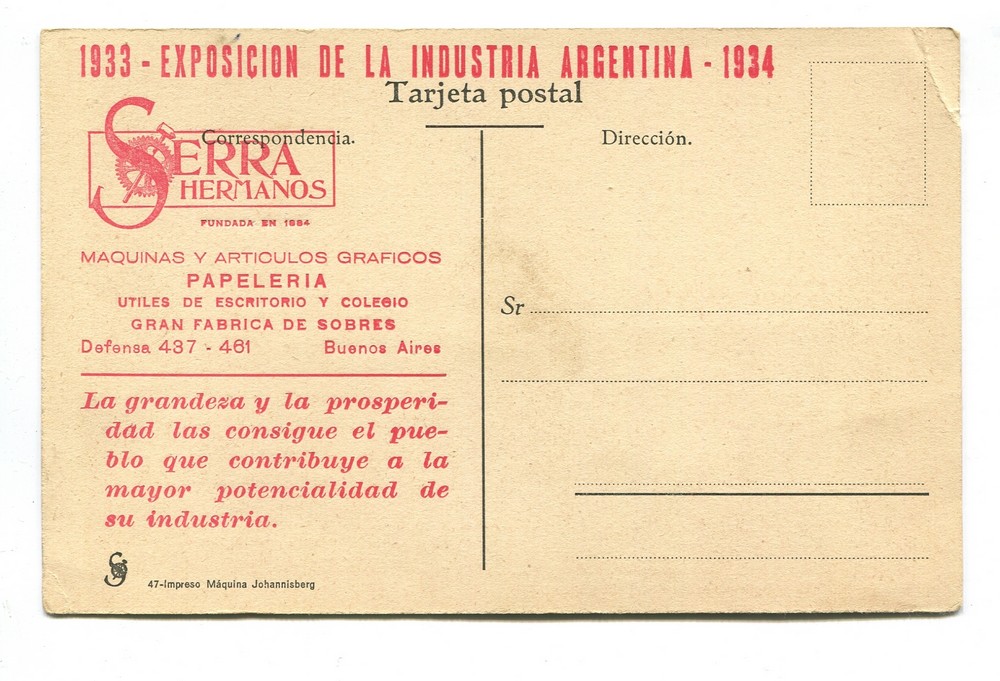 1933 - EXPOSICION DE LA INDUSTRIA ARGENTINA - 1934
Tarjeta postal
Correspondencia.
Dirección.
SERRA
HERMANOS
FUNDADA EN 1884
MAQUINAS Y ARTICULOS GRAFICOS
PAPELERIA
UTILES DE ESCRITORIO Y COLEGIO
GRAN FABRICA DE SOBRES
Defensa 437 - 461 Buenos Aires
La grandeza y la prosperi-
dad las consigue el pue-
blo que contribuye a la
mayor potencialidad de
su industria.
47-Impreso Máquina Johannisberg
Sr